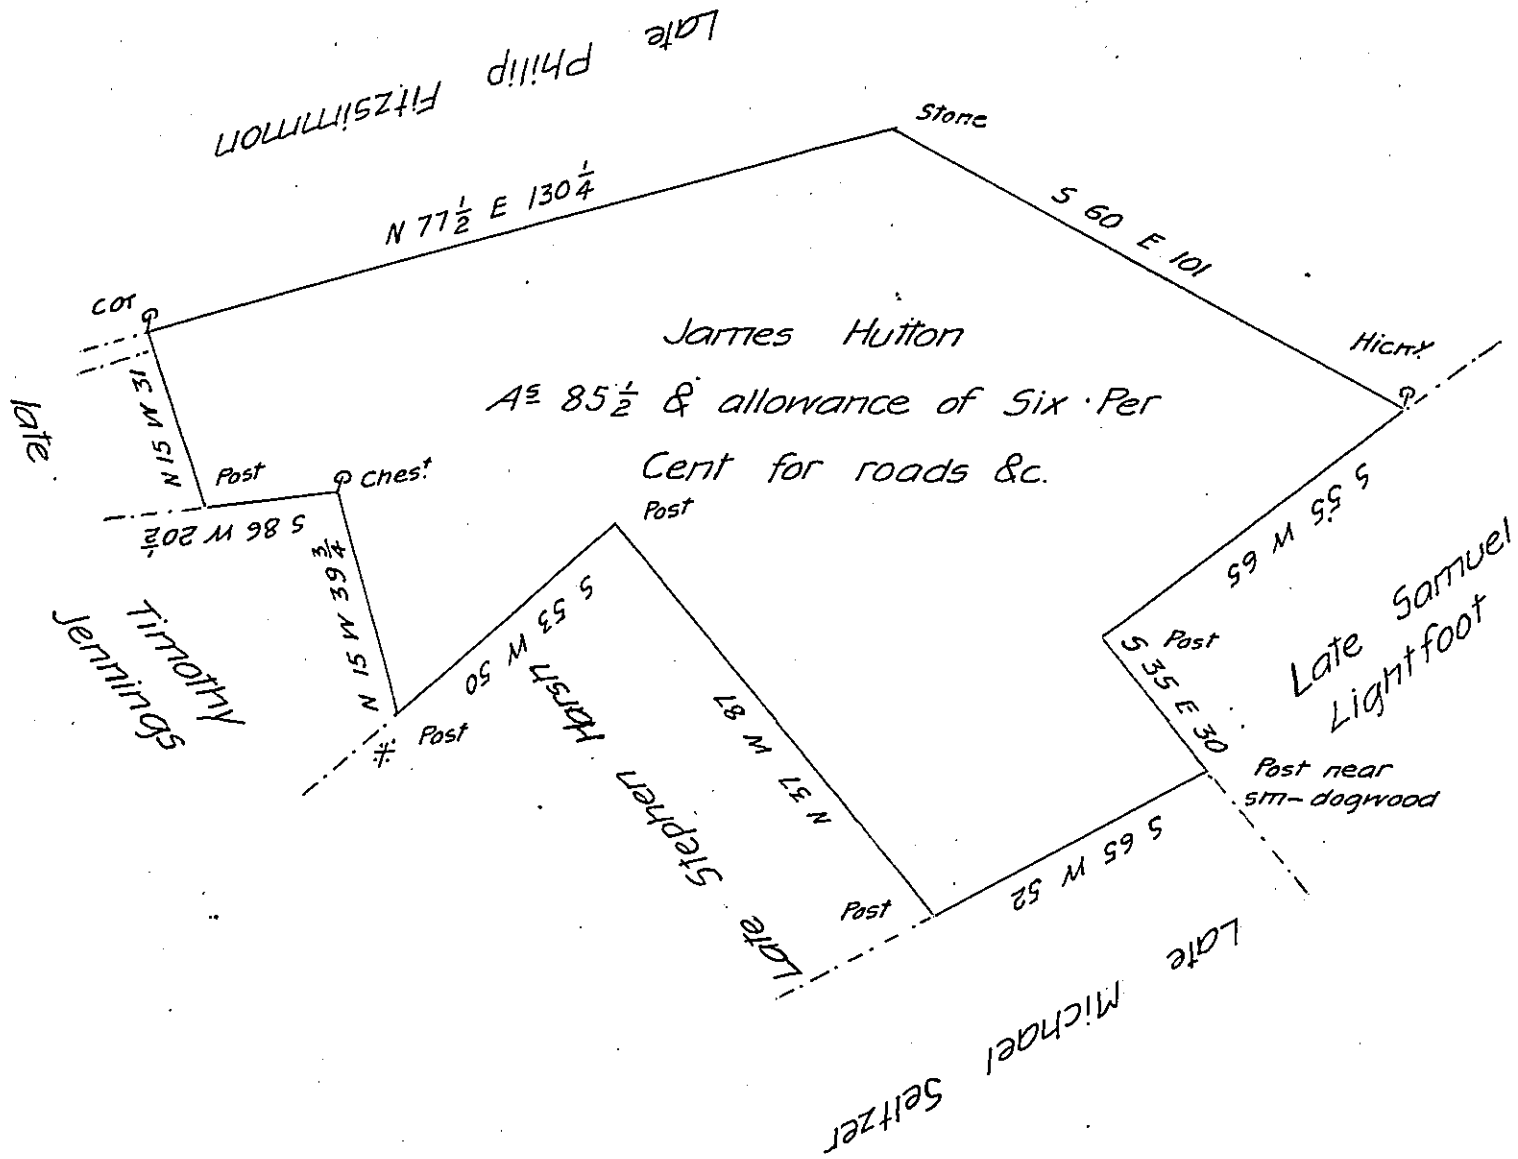 Late Philip Fitzsimmon
Stone
N 77½ E 130¼
S 60 E 101
cor
Hicrʸ
James Hutton
Aˢ 85½ & allowance of Six Per
Cent for roads &c.
late
Timothy
Jennings
N 15 W 31
Post
Chesᵗ
S 86 W 20½
N 15 W 39¾
Post
S 53 W 50
Post
Late Stephen Harsh
N 37 W 87
S 55 W 65
Post
S 35 E 30
Late Samuel
Lightfoot
Post near
sm-dogwood
S 65 W 52
Post
Late Michael Seltzer